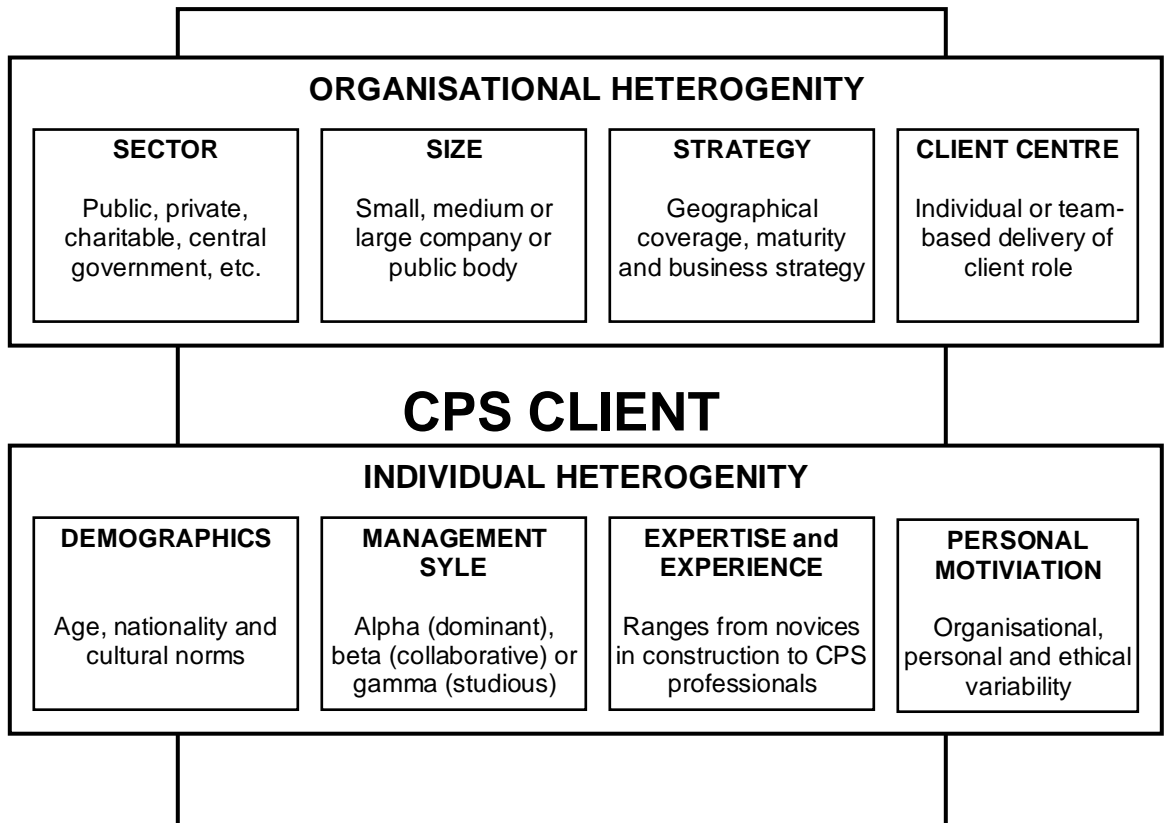 ORGANISATIONAL HETEROGENITY
SECTOR
Public, private,
charitable, central
government, etc.
SIZE
Small, medium or
large company or
public body
STRATEGY
Geographical
coverage, maturity
and business strategy
CLIENT CENTRE
Individual or team-
based delivery of
client role
CPS CLIENT
INDIVIDUAL HETEROGENITY
DEMOGRAPHICS
Age, nationality and
cultural norms
MANAGEMENT
SYLE
Alpha (dominant),
beta (collaborative) or
gamma (studious)
EXPERTISE and
EXPERIENCE
Ranges from novices
in construction to CPS
professionals
PERSONAL
MOTIVIATION
Organisational,
personal and ethical
variability